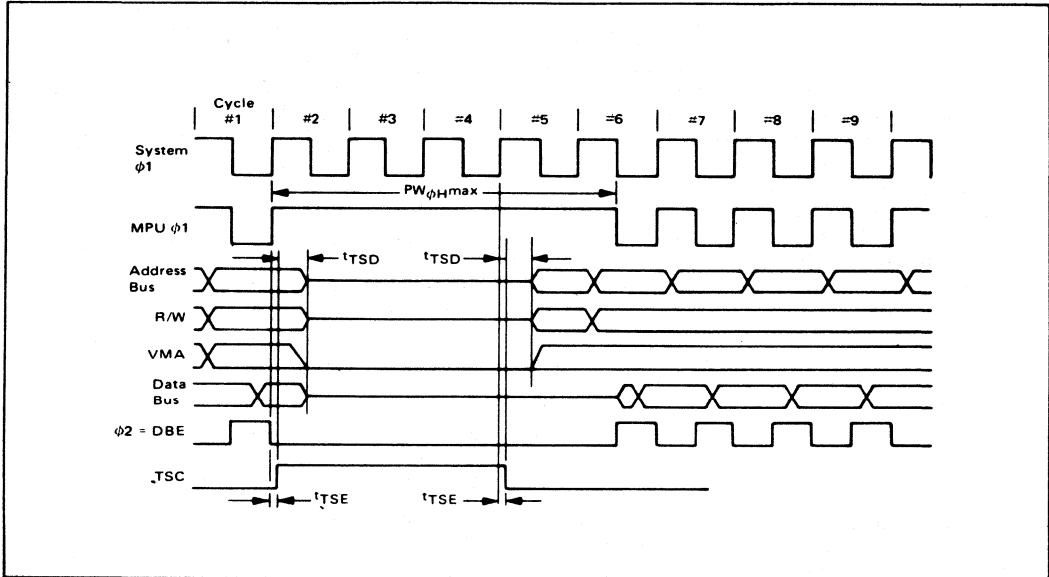 Cycle
#1 #2 #3 #4 =5 =6 #7 #8 #9
System
ϕ1
PWϕHmax
MPU ϕ1
tTSD tTSD
Address
Bus
R/W
VMA
Data
Bus
ϕ2 = DBE
TSC
tTSE tTSE